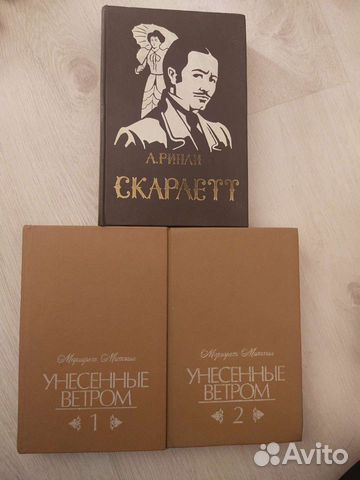 А. РИПЛИ
СКАРЛЕТТ
Маргарет Митчелл
УНЕСЕННЫЕ
ВЕТРОМ
1
Маргарет Митчелл
УНЕСЕННЫЕ
ВЕТРОМ
2
Avito